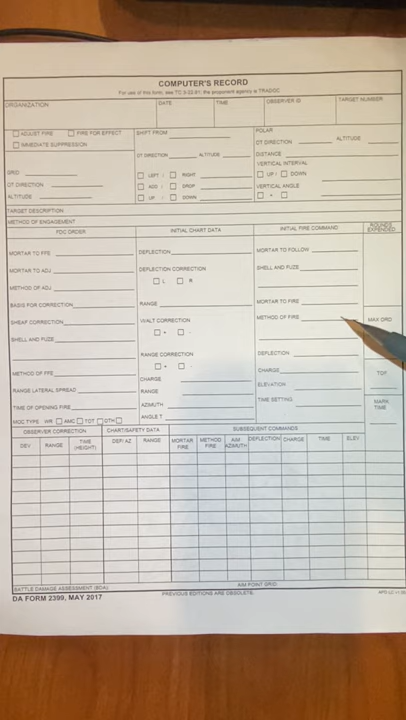 COMPUTER'S RECORD
For use of this form, see TC 3-22.91; the proponent agency is TRADOC
ORGANIZATION DATE TIME OBSERVER ID TARGET NUMBER
ADJUST FIRE FIRE FOR EFFECT
IMMEDIATE SUPPRESSION
GRID:
OT DIRECTION
ALTITUDE
SHIFT FROM
OT DIRECTION ALTITUDE
LEFT / RIGHT
ADD / DROP
UP / DOWN
POLAR
OT DIRECTION ALTITUDE
DISTANCE
VERTICAL INTERVAL
UP / DOWN
VERTICAL ANGLE
+ -
TARGET DESCRIPTION
METHOD OF ENGAGEMENT
FDC ORDER INITIAL CHART DATA INITIAL FIRE COMMAND ROUNDS EXPENDED
MORTAR TO FFE
MORTAR TO ADJ
METHOD OF ADJ
BASIS FOR CORRECTION
SHEAF CORRECTION
SHELL AND FUZE
METHOD OF FFE
RANGE LATERAL SPREAD
TIME OF OPENING FIRE
MOC TYPE WR AMC TOT OTH
DEFLECTION
DEFLECTION CORRECTION
L R
RANGE
WALT CORRECTION
+ -
RANGE CORRECTION
+ -
CHARGE
RANGE
AZIMUTH
ANGLE T
MORTAR TO FOLLOW
SHELL AND FUZE
MORTAR TO FIRE
METHOD OF FIRE
DEFLECTION
CHARGE
ELEVATION
TIME SETTING
MAX ORD
TOF
MARK TIME
OBSERVER CORRECTION CHART/SAFETY DATA SUBSEQUENT COMMANDS
DEV RANGE TIME (HEIGHT) DEF/ AZ RANGE MORTAR FIRE METHOD FIRE AIM AZIMUTH DEFLECTION CHARGE TIME ELEV
BATTLE DAMAGE ASSESSMENT (BDA) AIM POINT GRID:
DA FORM 2399, MAY 2017 PREVIOUS EDITIONS ARE OBSOLETE.